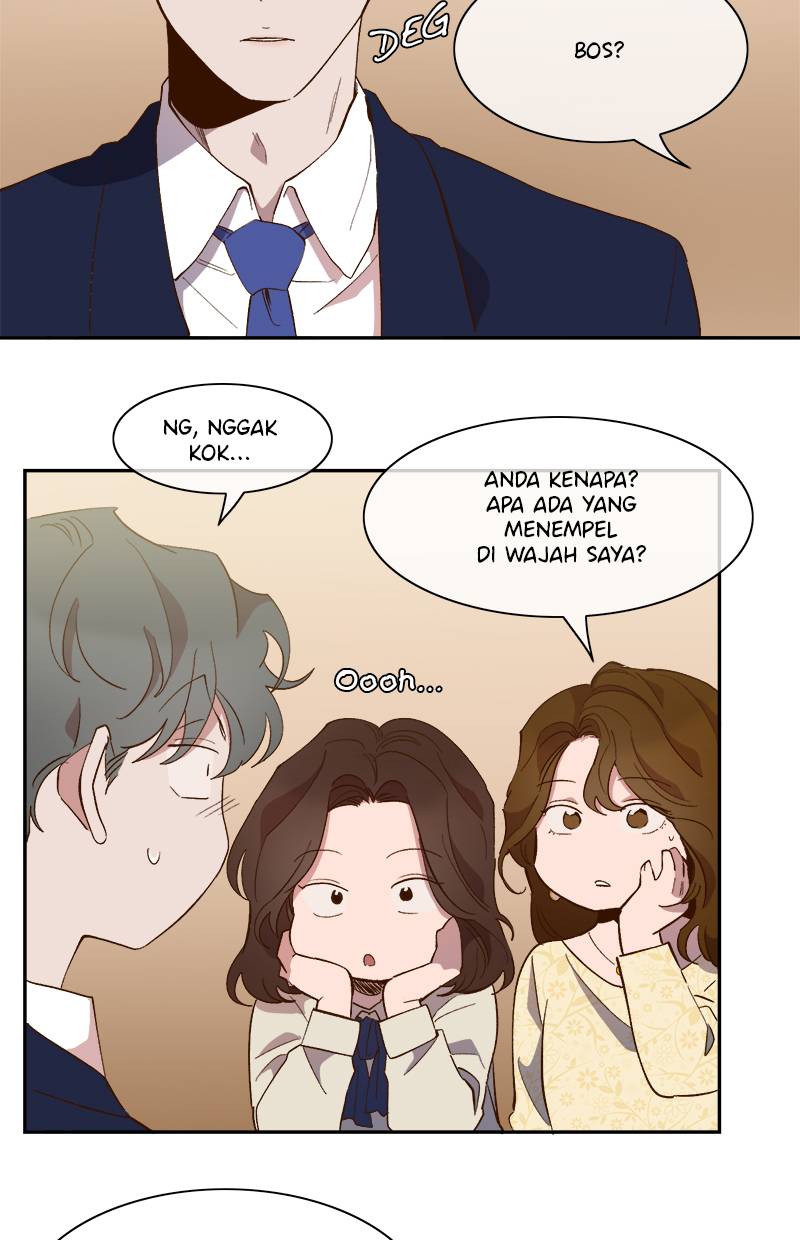 DEG
BOS?
NG, NGGAK
KOK...
ANDA KENAPA?
APA ADA YANG
MENEMPEL
DI WAJAH SAYA?
Oooh...